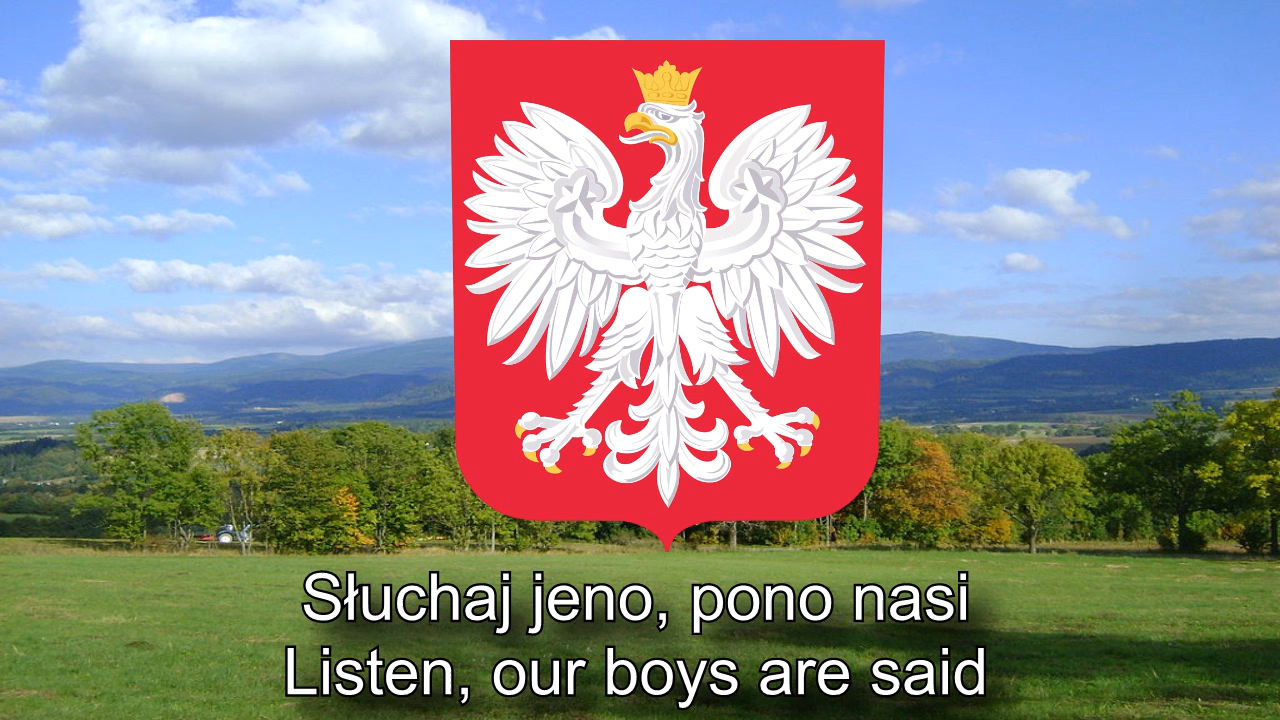 Słuchaj jeno, pono nasi
Listen, our boys are said